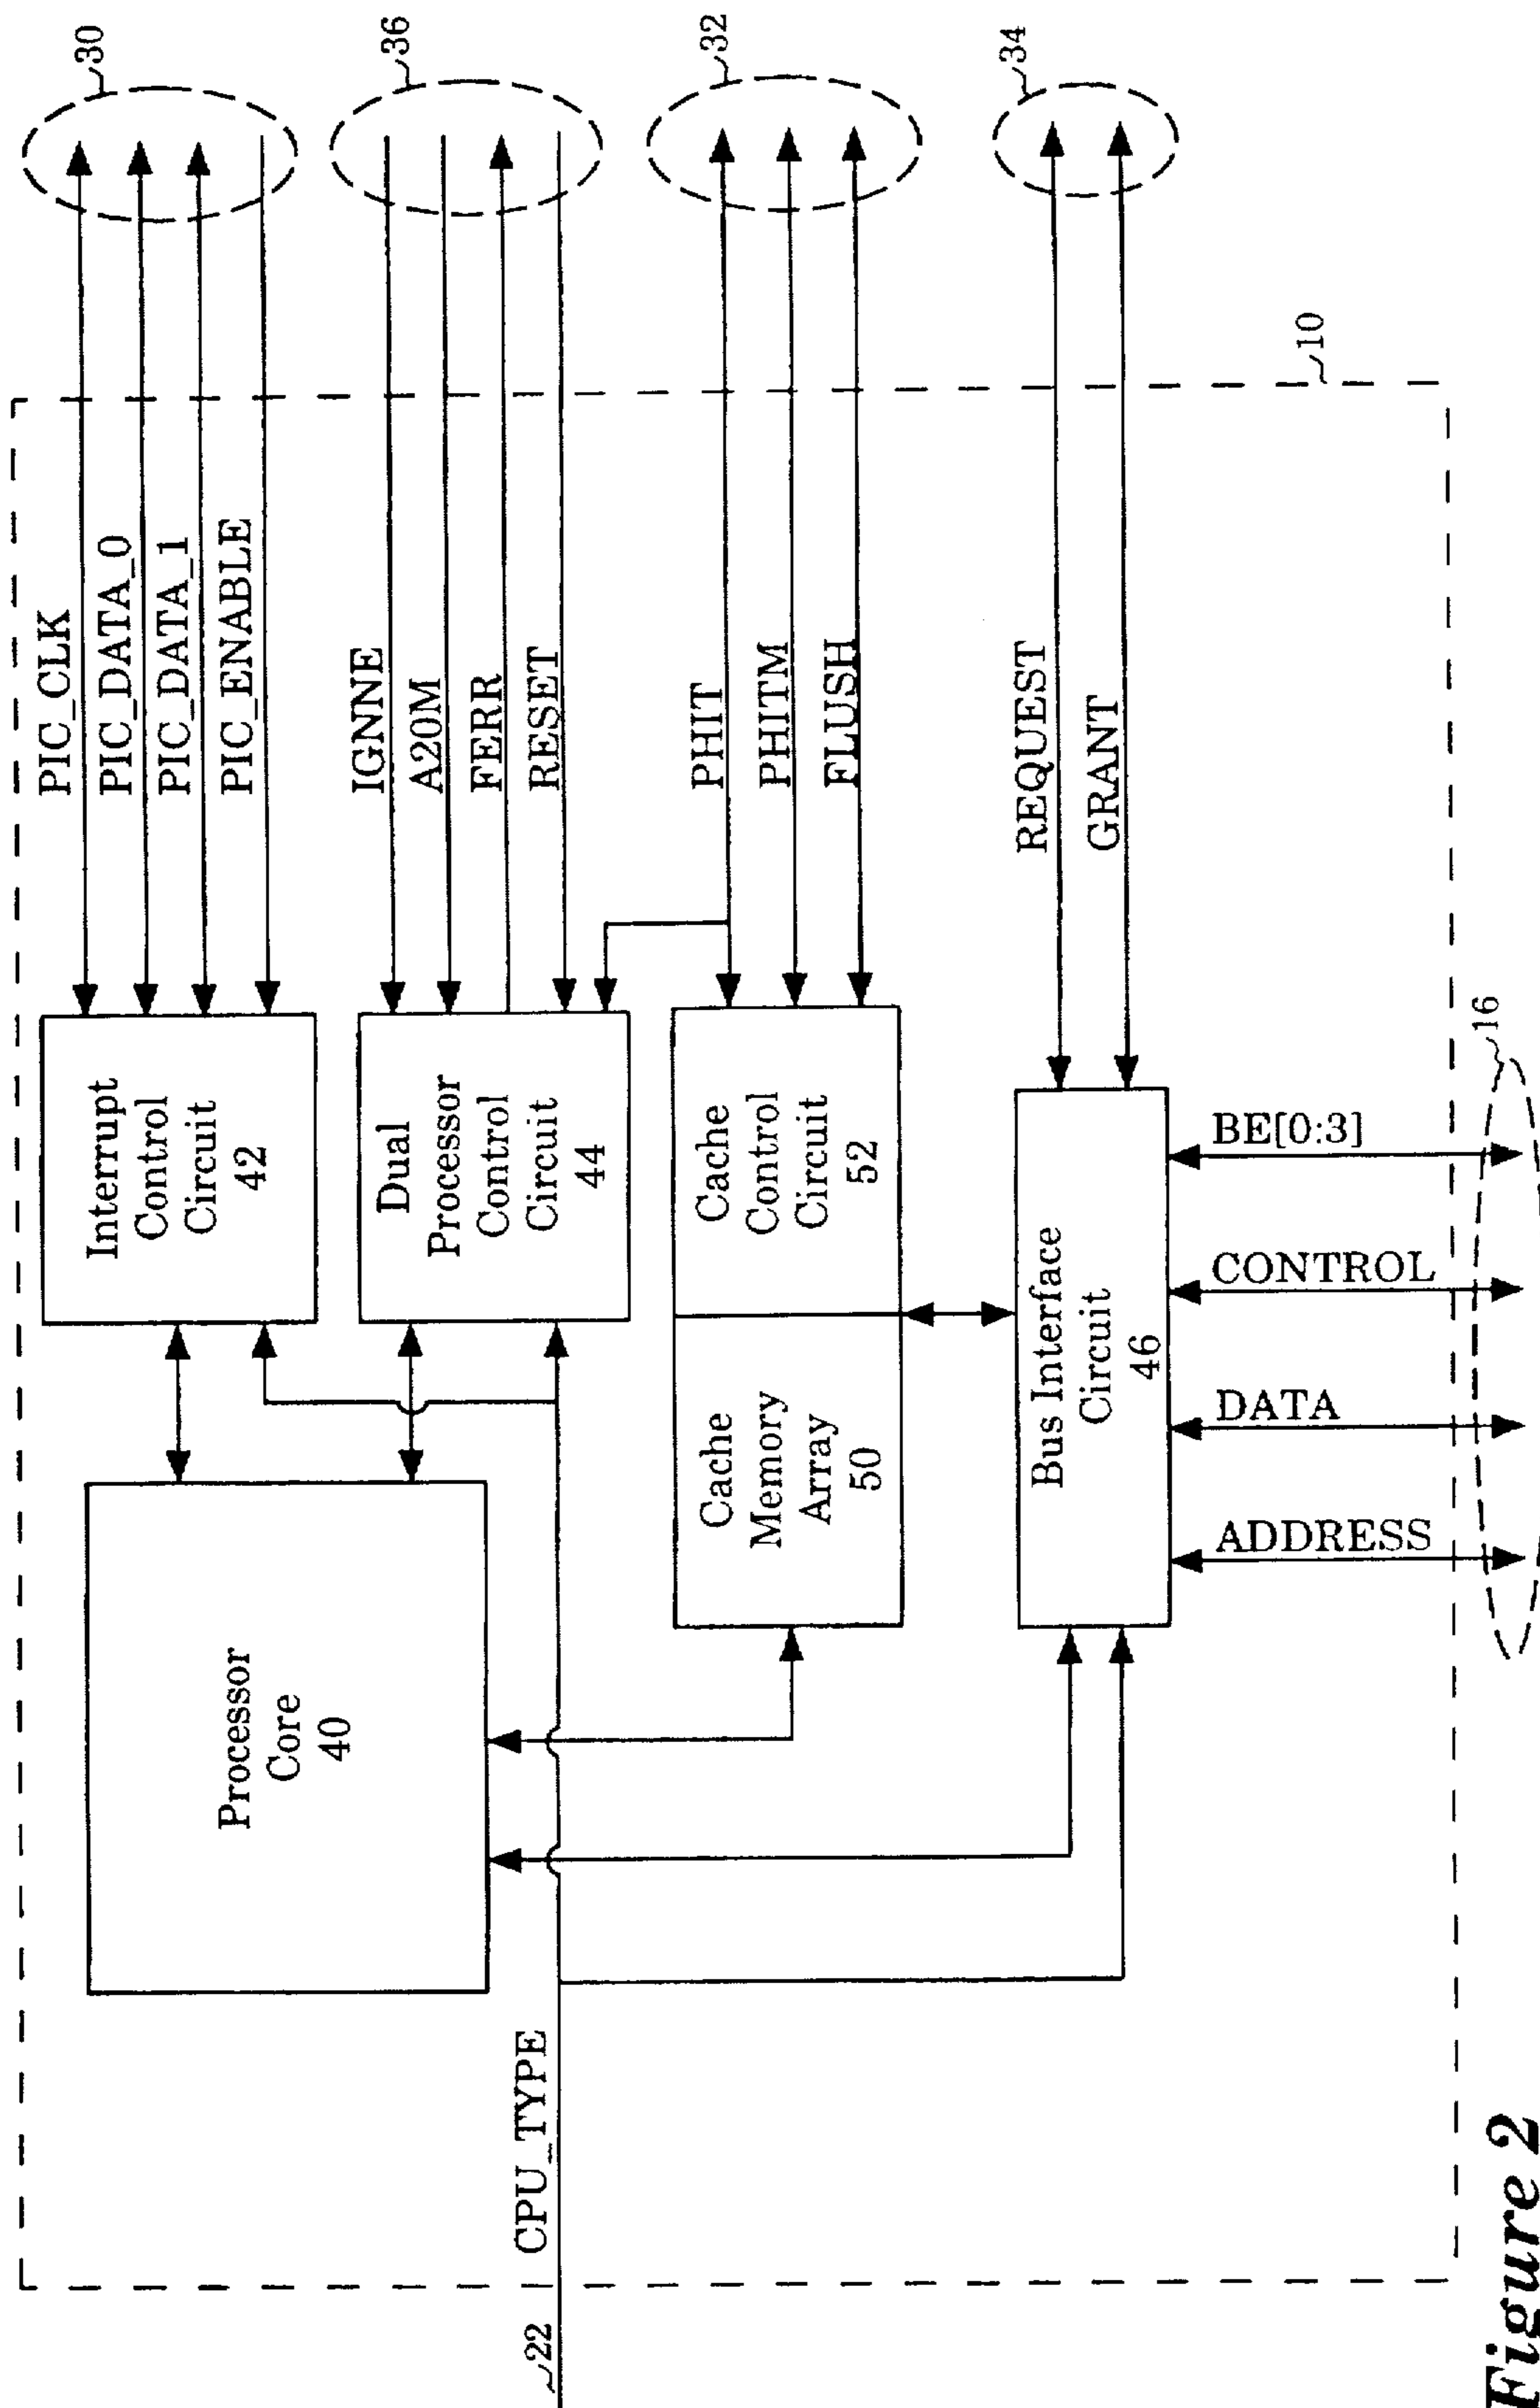 PIC_CLK
PIC_DATA_0
PIC_DATA_1
PIC_ENABLE
30
IGNNE
A20M
FERR
RESET
36
PHIT
PHITM
FLUSH
32
REQUEST
GRANT
34
10
Interrupt
Control
Circuit
42
Dual
Processor
Control
Circuit
44
Cache
Control
Circuit
52
Cache
Memory
Array
50
Processor
Core
40
Bus Interface
Circuit
46
CPU_TYPE
22
ADDRESS
DATA
CONTROL
BE[0:3]
16
Figure 2